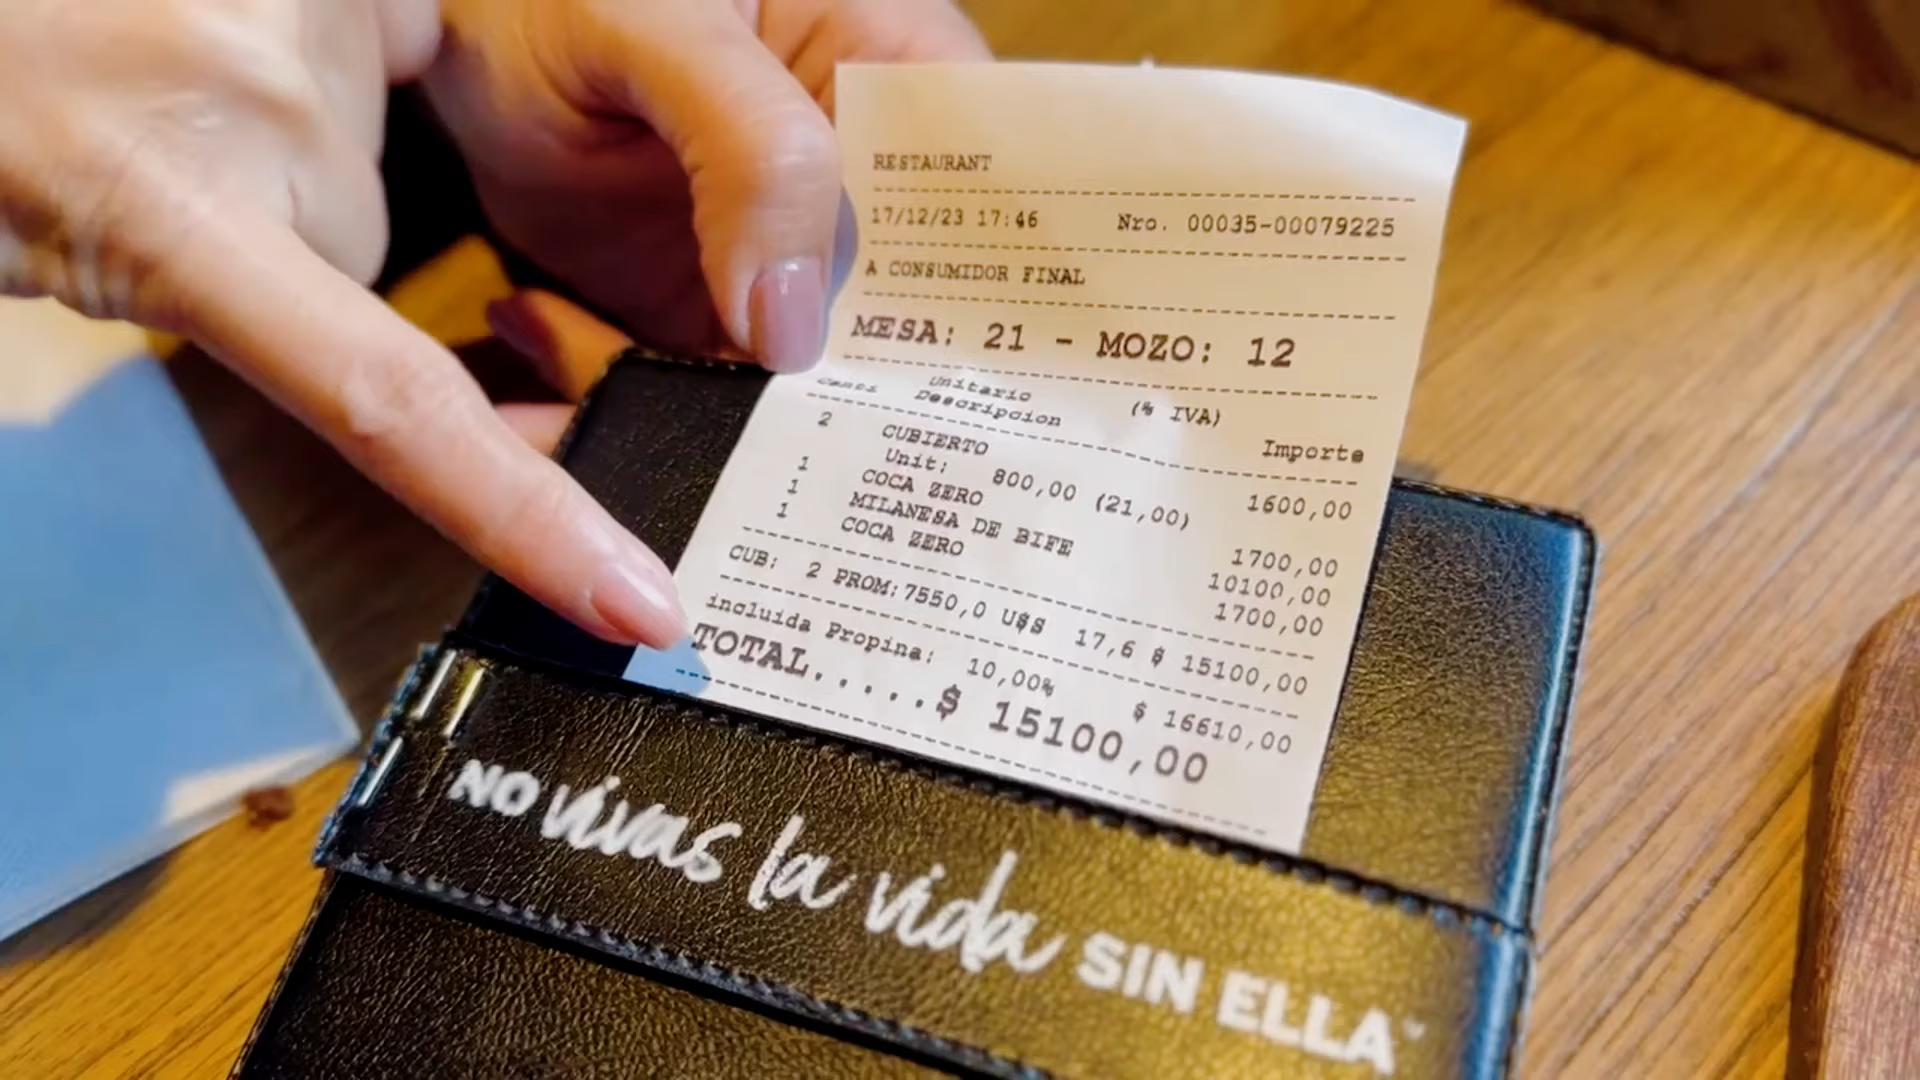 RESTAURANT
17/12/23 17:46 Nro. 00035-00079225
A CONSUMIDOR FINAL
MESA: 21 - MOZO: 12
Unitario (% IVA)
Descripcion Importe
2 CUBIERTO
Unit: 800,00 (21,00) 1600,00
1 COCA ZERO 1700,00
1 MILANESA DE BIFE 10100,00
1 COCA ZERO 1700,00
CUB: 2 PROM:7550,0 U$S 17,6 $ 15100,00
incluida Propina: 10,00% $ 16610,00
TOTAL.....$ 15100,00
NO vivas la vida SIN ELLA